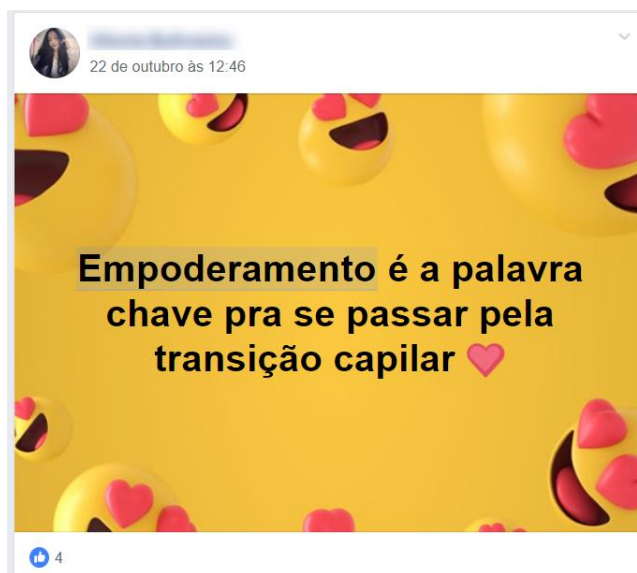 22 de outubro às 12:46
Empoderamento é a palavra
chave pra se passar pela
transição capilar
4